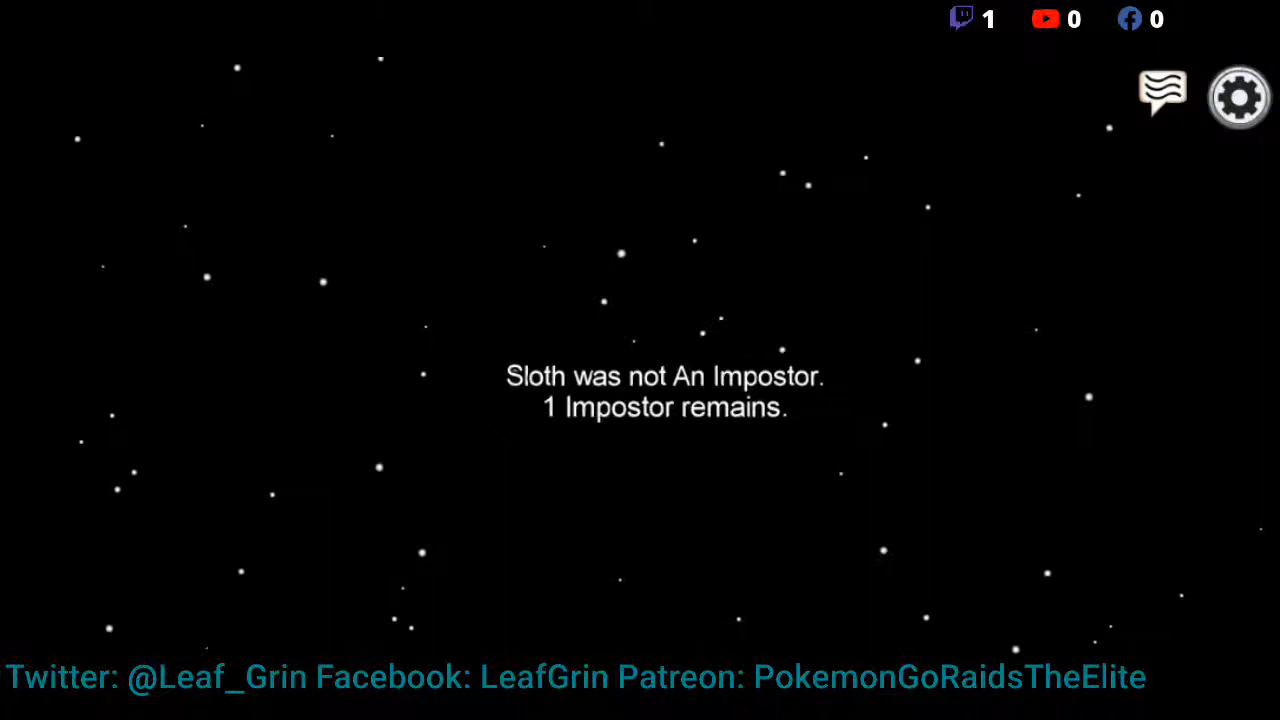 1 0 0
Sloth was not An Impostor.
1 Impostor remains.
Twitter: @Leaf_Grin Facebook: LeafGrin Patreon: PokemonGoRaidsTheElite